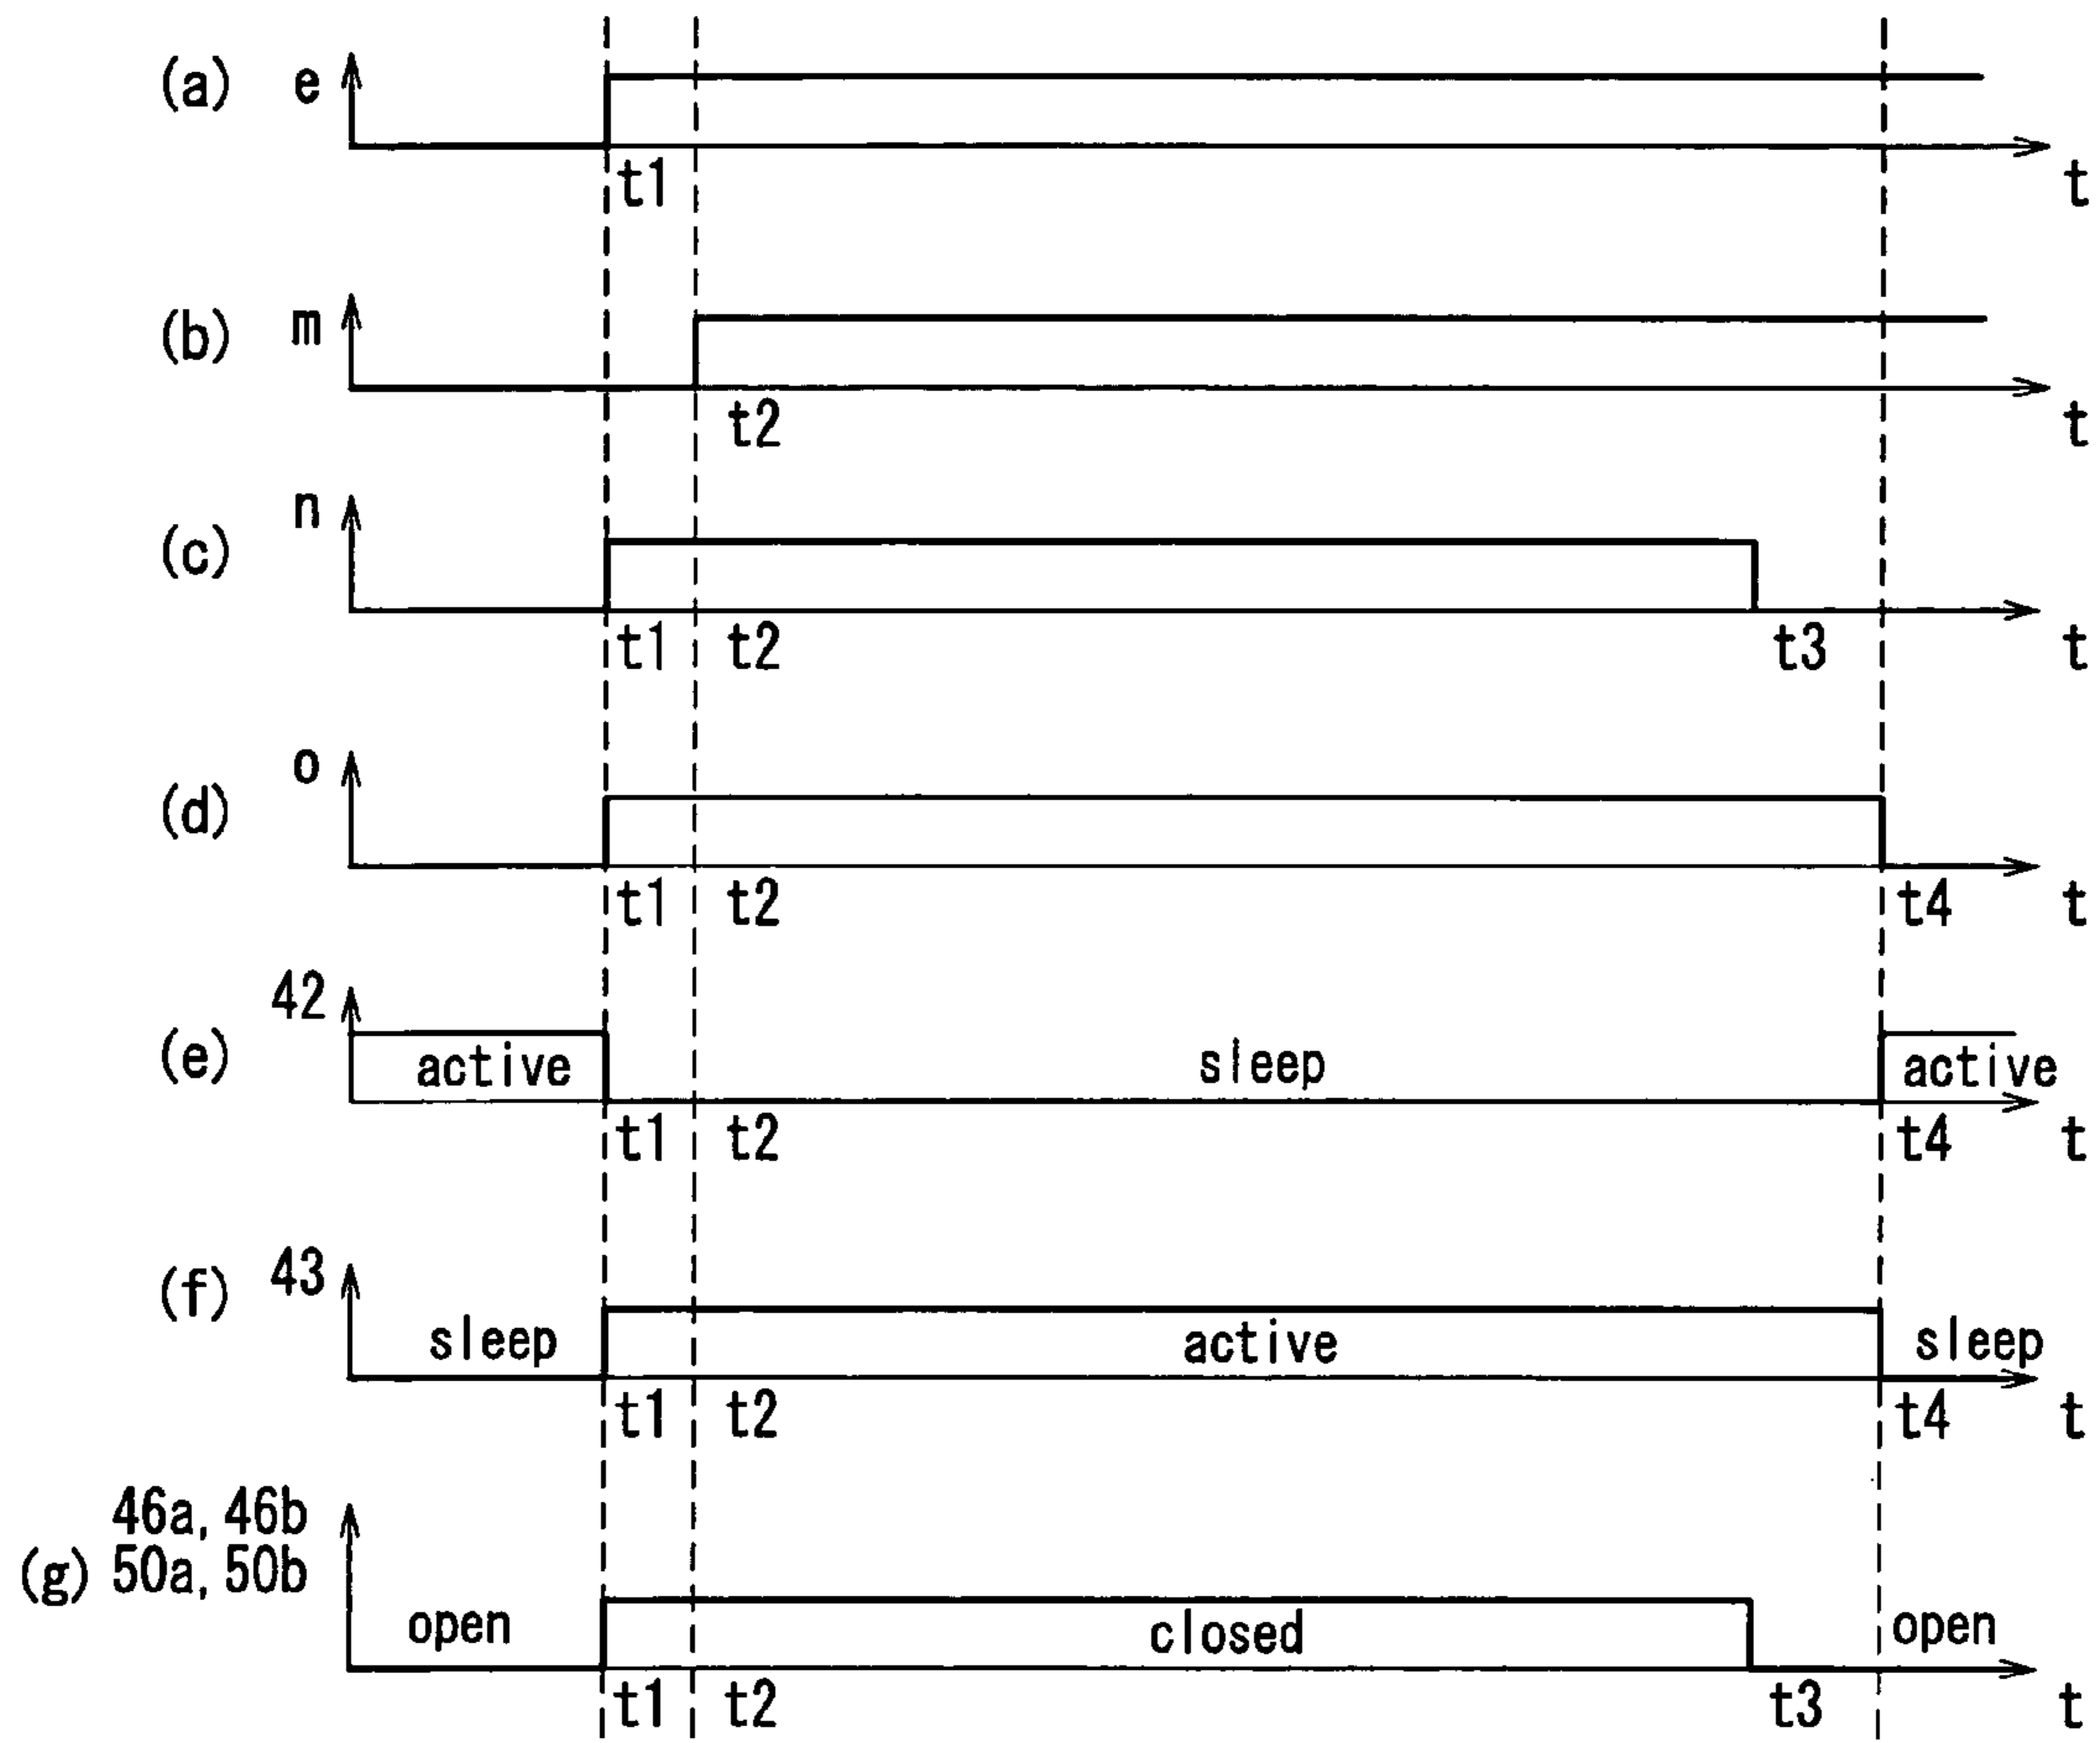 (a) e
t1 t
(b) m
t2 t
(c) n
t1 t2 t3 t
(d) o
t1 t2 t4 t
(e) 42
active sleep active
t1 t2 t4 t
(f) 43
sleep active sleep
t1 t2 t4 t
46a, 46b
(g) 50a, 50b
open closed open
t1 t2 t3 t